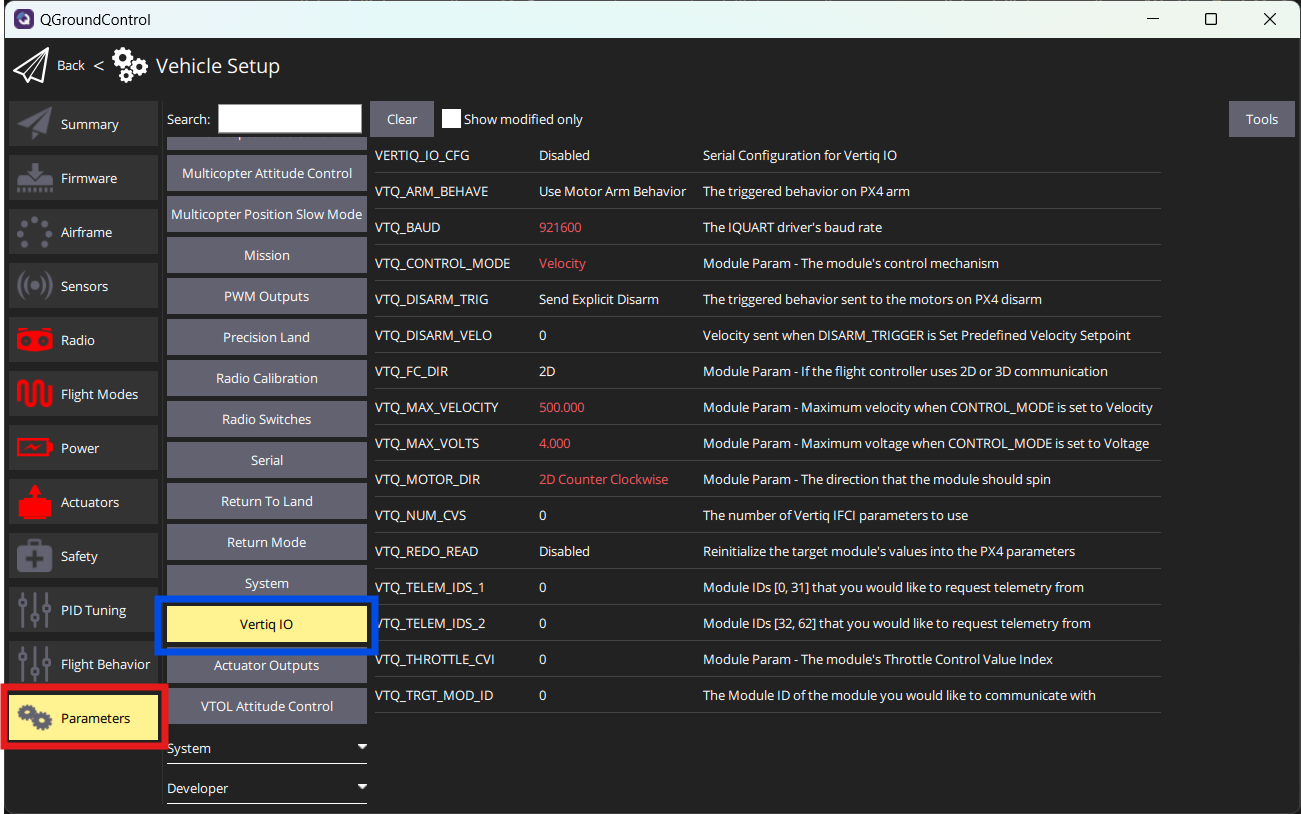 QGroundControl
Back < Vehicle Setup
Summary
Firmware
Airframe
Sensors
Radio
Flight Modes
Power
Actuators
Safety
PID Tuning
Flight Behavior
Parameters
Search:
Clear
Show modified only
Tools
Multicopter Attitude Control
Multicopter Position Slow Mode
Mission
PWM Outputs
Precision Land
Radio Calibration
Radio Switches
Serial
Return To Land
Return Mode
System
Vertiq IO
Actuator Outputs
VTOL Attitude Control
System
Developer
VERTIQ_IO_CFG Disabled Serial Configuration for Vertiq IO
VTQ_ARM_BEHAVE Use Motor Arm Behavior The triggered behavior on PX4 arm
VTQ_BAUD 921600 The IQUART driver's baud rate
VTQ_CONTROL_MODE Velocity Module Param - The module's control mechanism
VTQ_DISARM_TRIG Send Explicit Disarm The triggered behavior sent to the motors on PX4 disarm
VTQ_DISARM_VELO 0 Velocity sent when DISARM_TRIGGER is Set Predefined Velocity Setpoint
VTQ_FC_DIR 2D Module Param - If the flight controller uses 2D or 3D communication
VTQ_MAX_VELOCITY 500.000 Module Param - Maximum velocity when CONTROL_MODE is set to Velocity
VTQ_MAX_VOLTS 4.000 Module Param - Maximum voltage when CONTROL_MODE is set to Voltage
VTQ_MOTOR_DIR 2D Counter Clockwise Module Param - The direction that the module should spin
VTQ_NUM_CVS 0 The number of Vertiq IFCI parameters to use
VTQ_REDO_READ Disabled Reinitialize the target module's values into the PX4 parameters
VTQ_TELEM_IDS_1 0 Module IDs [0, 31] that you would like to request telemetry from
VTQ_TELEM_IDS_2 0 Module IDs [32, 62] that you would like to request telemetry from
VTQ_THROTTLE_CVI 0 Module Param - The module's Throttle Control Value Index
VTQ_TRGT_MOD_ID 0 The Module ID of the module you would like to communicate with